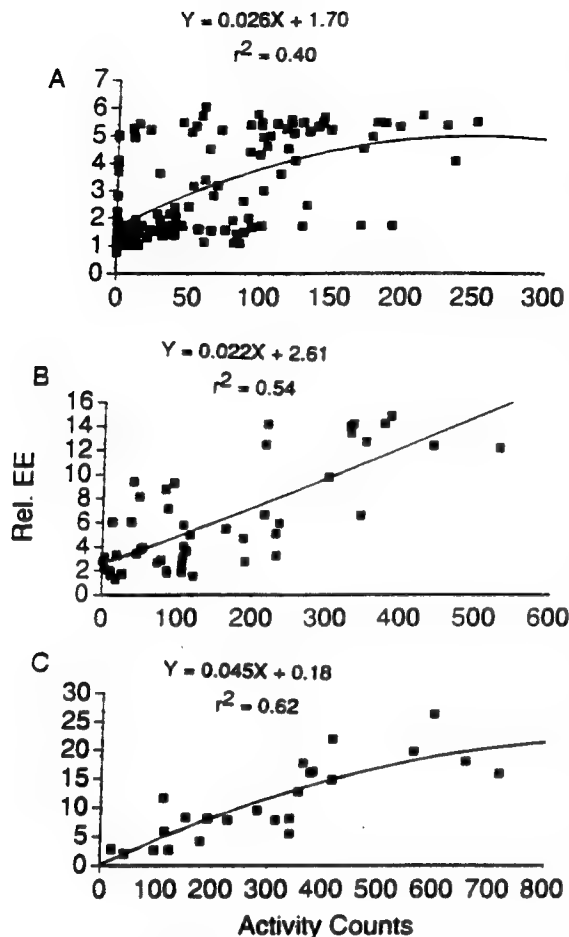 Y = 0.026X + 1.70
r2 = 0.40
A
7
6
5
4
3
2
1
0
0 50 100 150 200 250 300
Y = 0.022X + 2.61
r2 = 0.54
B
16
14
12
10
8
6
4
2
0
0 100 200 300 400 500 600
Rel. EE
Y = 0.045X + 0.18
r2 = 0.62
C
30
25
20
15
10
5
0
0 100 200 300 400 500 600 700 800
Activity Counts